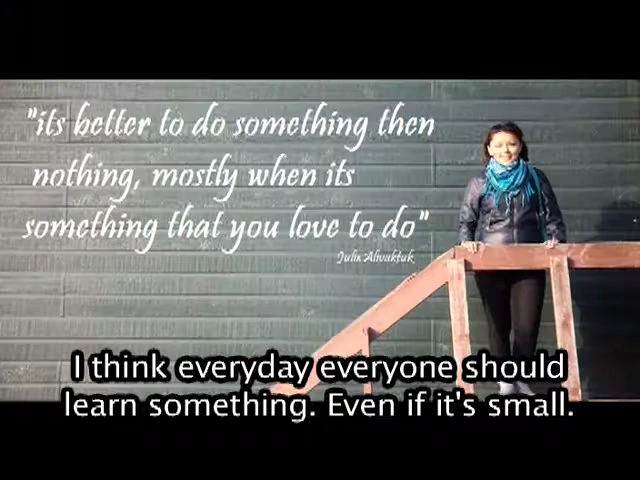 "its better to do something then
nothing, mostly when its
something that you love to do"
Julia Alivaktuk
I think everyday everyone should
learn something. Even if it's small.